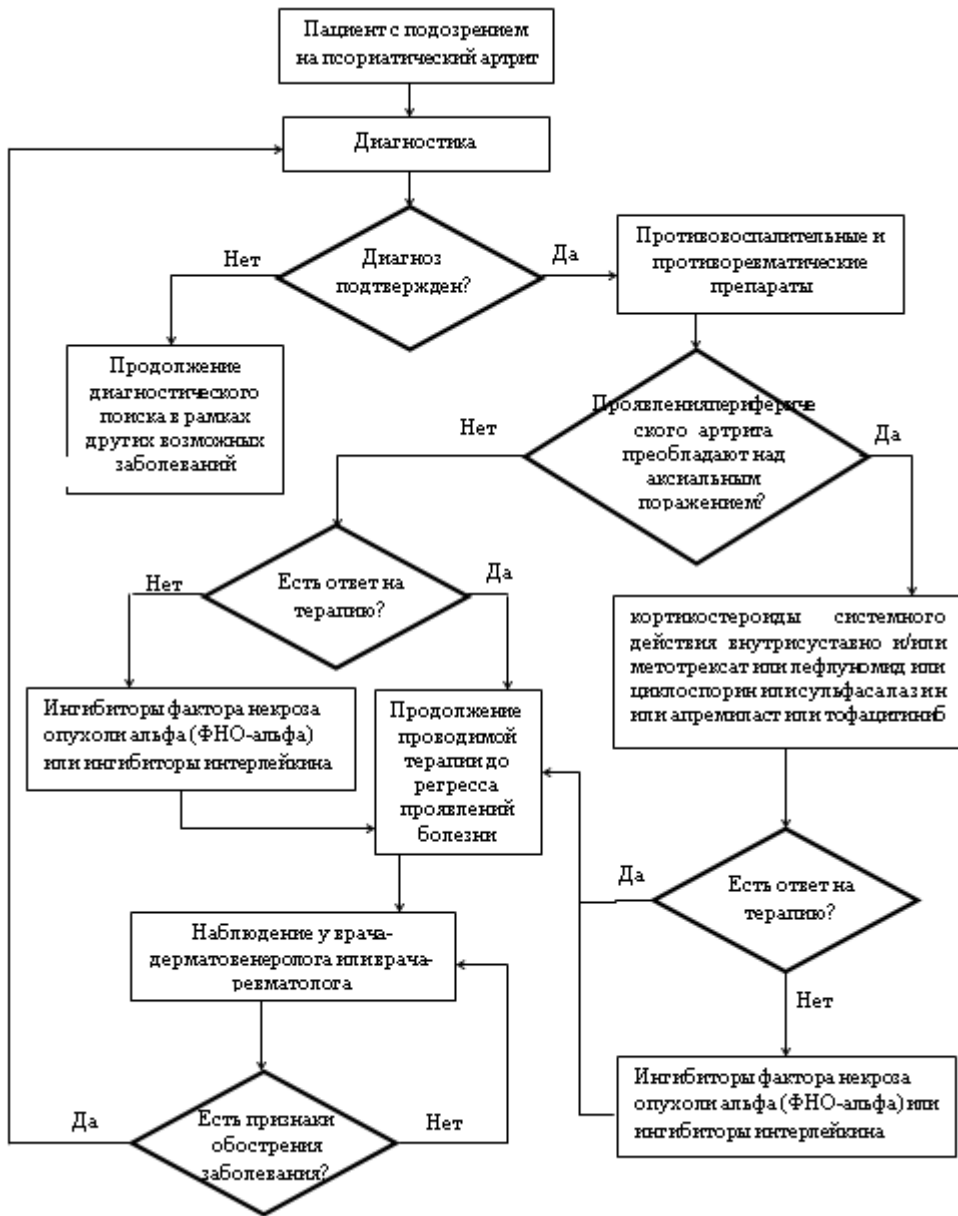 Пациент с подозрением
на псориатический артрит
Диагностика
Диагноз
подтвержден?
Нет
Да
Противовоспалительные и
противоревматические
препараты
Продолжение
диагностического
поиска в рамках
других возможных
заболеваний
Проявленияперифериче
ского артрита
преобладают над
аксиальным
поражением?
Нет
Да
Есть ответ на
терапию?
Нет
Да
кортикостероиды системного
действия внутрисуставно и/или
метотрексат или лефлуномид или
циклоспорин или сульфасалазин
или апремиласт или тофацитиниб
Ингибиторы фактора некроза
опухоли альфа (ФНО-альфа)
или ингибиторы интерлейкина
Продолжение
проводимой
терапии до
регресса
проявлений
болезни
Есть ответ на
терапию?
Да
Нет
Наблюдение у врача-
дерматовенеролога или врача-
ревматолога
Ингибиторы фактора некроза
опухоли альфа (ФНО-альфа) или
ингибиторы интерлейкина
Есть признаки
обострения
заболевания?
Да
Нет